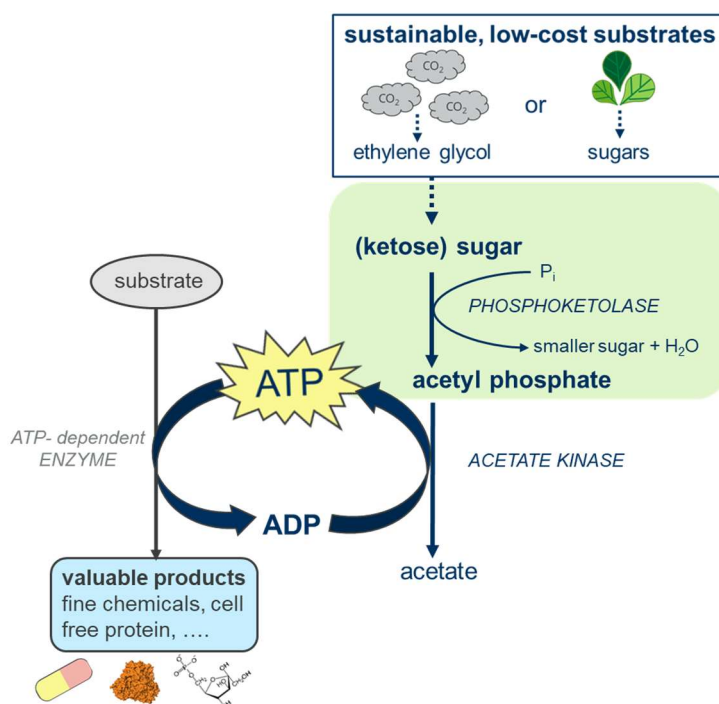 sustainable, low-cost substrates
CO₂
CO₂
CO₂
or
ethylene glycol
sugars
(ketose) sugar
Pᵢ
PHOSPHOKETOLASE
smaller sugar + H₂O
acetyl phosphate
substrate
ATP
ATP- dependent
ENZYME
ACETATE KINASE
ADP
acetate
valuable products
fine chemicals, cell
free protein, ....